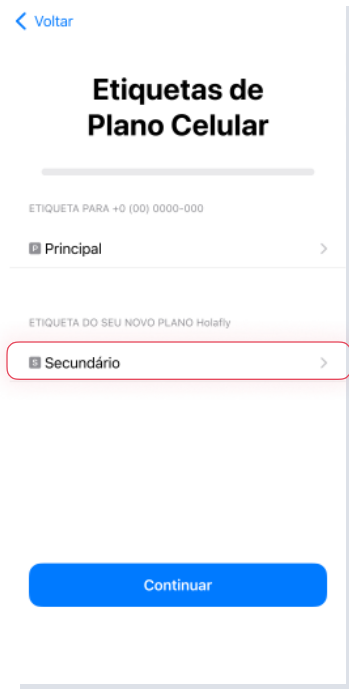 Voltar
Etiquetas de
Plano Celular
ETIQUETA PARA +0 (00) 0000-000
P Principal
ETIQUETA DO SEU NOVO PLANO Holafly
S Secundário
Continuar